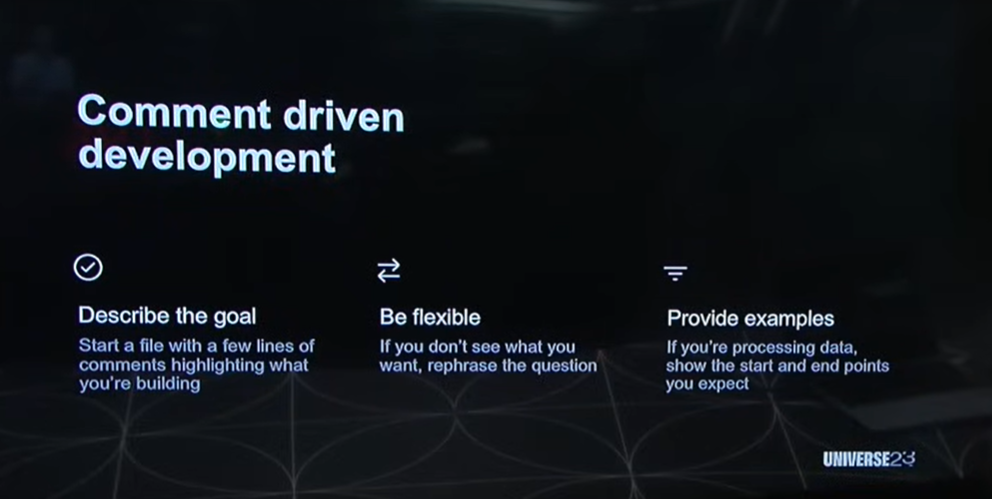 Comment driven
development
Describe the goal
Start a file with a few lines of
comments highlighting what
you're building
Be flexible
If you don't see what you
want, rephrase the question
Provide examples
If you're processing data,
show the start and end points
you expect
UNIVERSE23